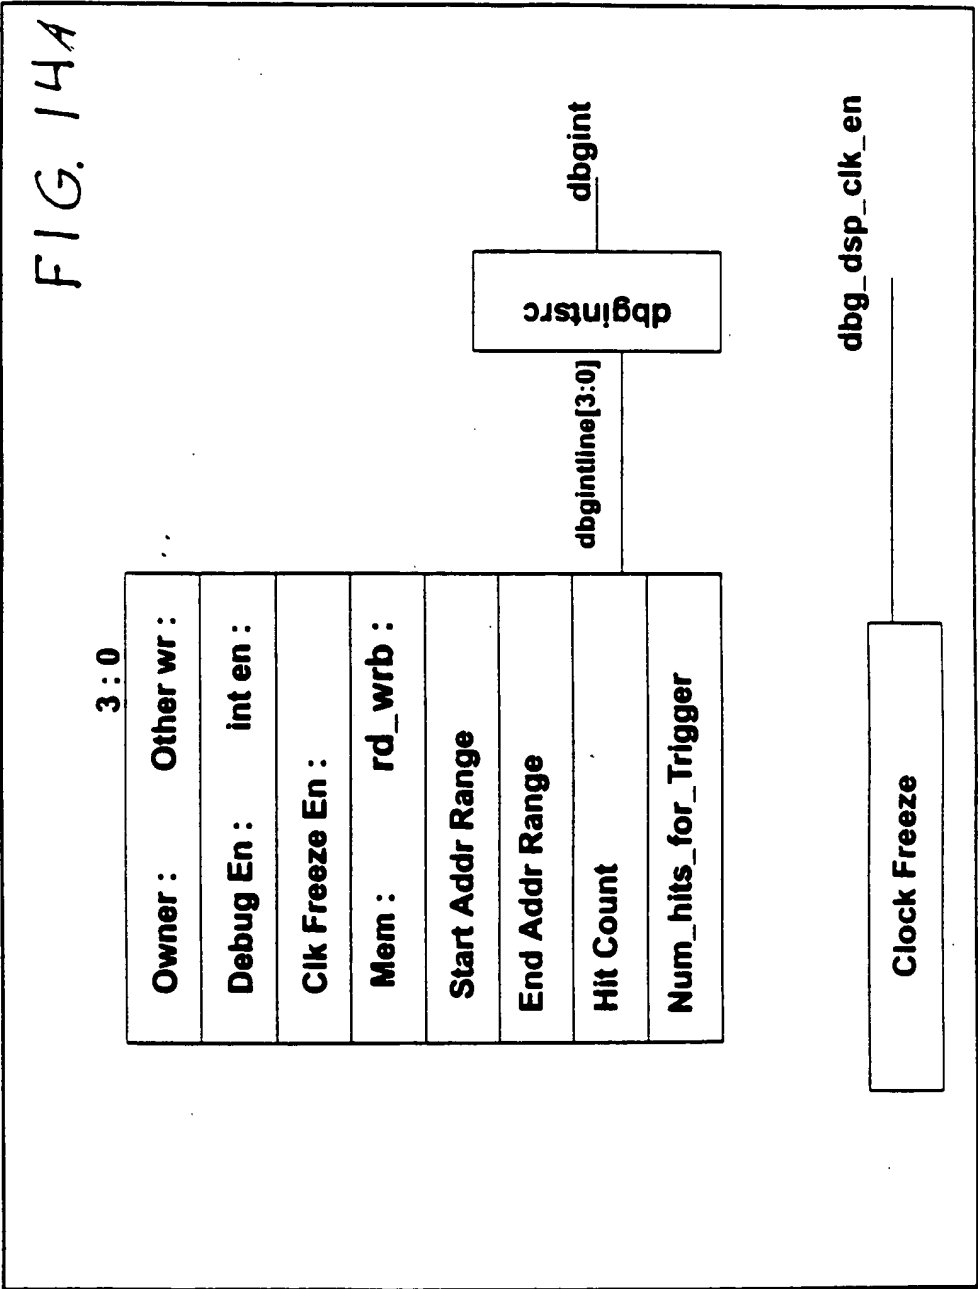 FIG. 14A
3 : 0
Owner : Other wr :
Debug En : int en :
Clk Freeze En :
Mem : rd_wrb :
Start Addr Range
End Addr Range
Hit Count
Num_hits_for_Trigger
dbgintline[3:0]
dbgintsrc
dbgint
Clock Freeze
dbg_dsp_clk_en